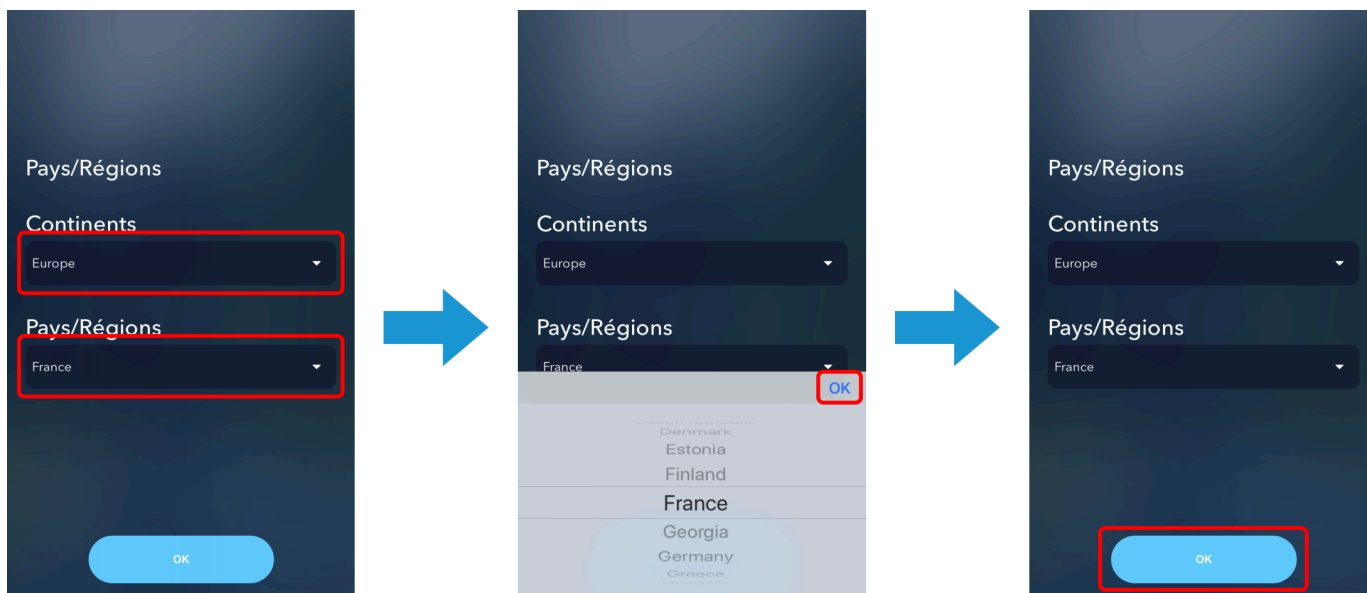 Pays/Régions
Continents
Europe
Pays/Régions
France
OK
Pays/Régions
Continents
Europe
Pays/Régions
France
OK
Denmark
Estonia
Finland
France
Georgia
Germany
Greece
Pays/Régions
Continents
Europe
Pays/Régions
France
OK